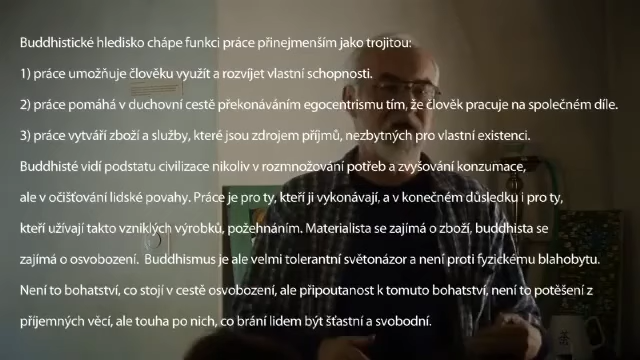 Buddhistické hledisko chápe funkci práce přinejmenším jako trojitou:
1) práce umožňuje člověku využít a rozvíjet vlastní schopnosti.
2) práce pomáhá v duchovní cestě překonáváním egocentrismu tím, že člověk pracuje na společném díle.
3) práce vytváří zboží a služby, které jsou zdrojem příjmů, nezbytných pro vlastní existenci.
Buddhisté vidí podstatu civilizace nikoliv v rozmnožování potřeb a zvyšování konzumace,
ale v očišťování lidské povahy. Práce je pro ty, kteří ji vykonávají, a v konečném důsledku i pro ty,
kteří užívají takto vzniklých výrobků, požehnáním. Materialista se zajímá o zboží, buddhista se
zajímá o osvobození. Buddhismus je ale velmi tolerantní světonázor a není proti fyzickému blahobytu.
Není to bohatství, co stojí v cestě osvobození, ale připoutanost k tomuto bohatství, není to potěšení z
příjemných věcí, ale touha po nich, co brání lidem být šťastní a svobodní.